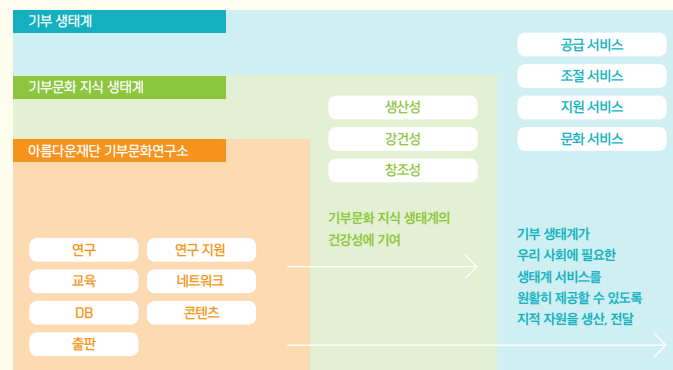 기부 생태계
공급 서비스
조절 서비스
지원 서비스
문화 서비스
기부문화 지식 생태계
생산성
강건성
창조성
아름다운재단 기부문화연구소
기부문화 지식 생태계의
건강성에 기여
기부 생태계가
우리 사회에 필요한
생태계 서비스를
원활히 제공할 수 있도록
지적 자원을 생산, 전달
연구
연구 지원
교육
네트워크
DB
콘텐츠
출판